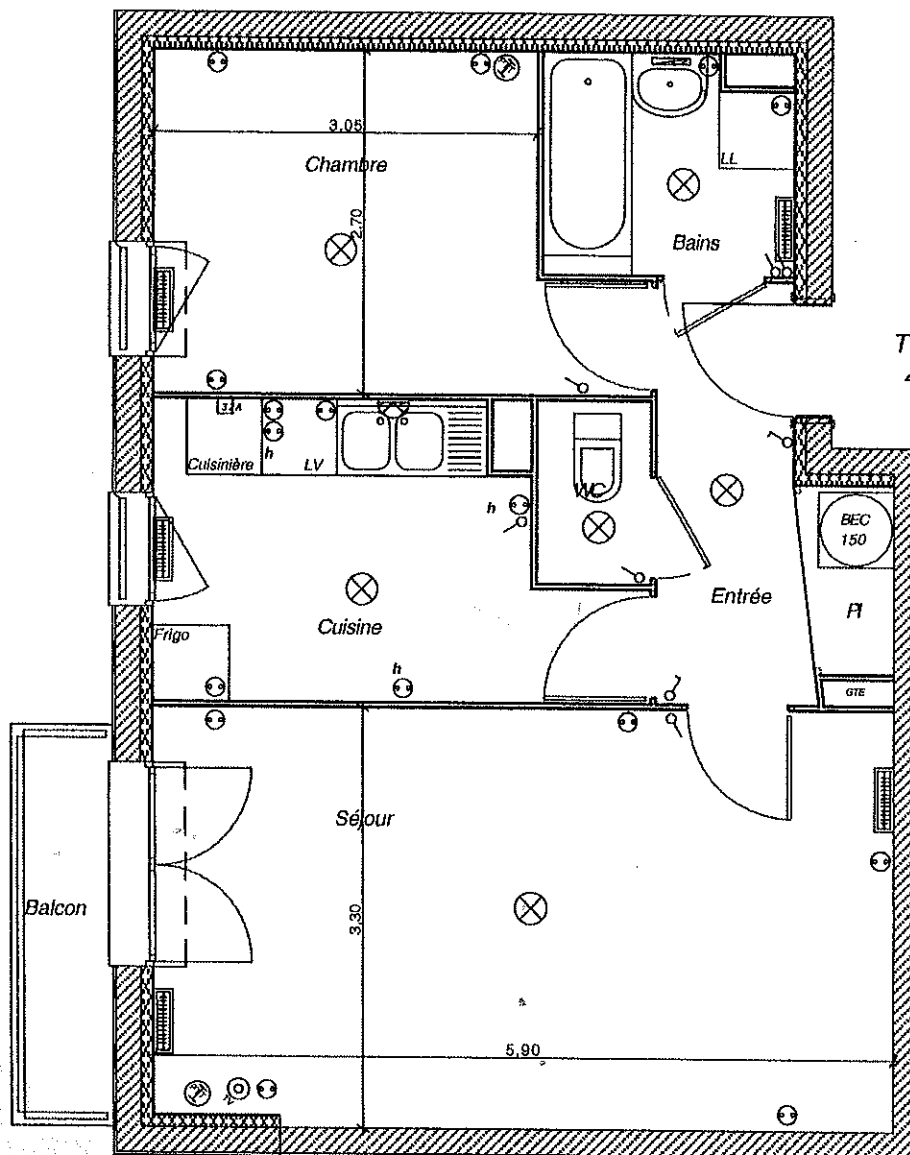 3,05
Chambre
2,70
LL
Bains
T
32A
h
Cuisinière
LV
h
WC
BEC
150
Entrée
Pl
Frigo
Cuisine
h
GTE
Séjour
Balcon
3,30
5,90